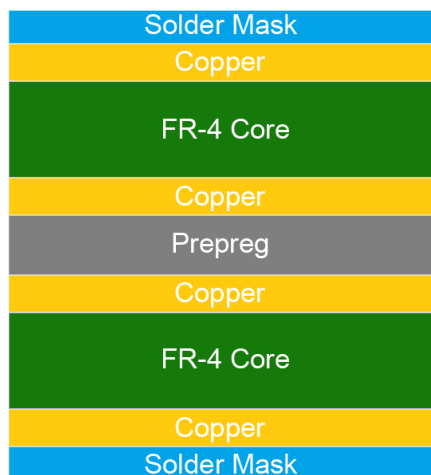 Solder Mask
Copper
FR-4 Core
Copper
Prepreg
Copper
FR-4 Core
Copper
Solder Mask